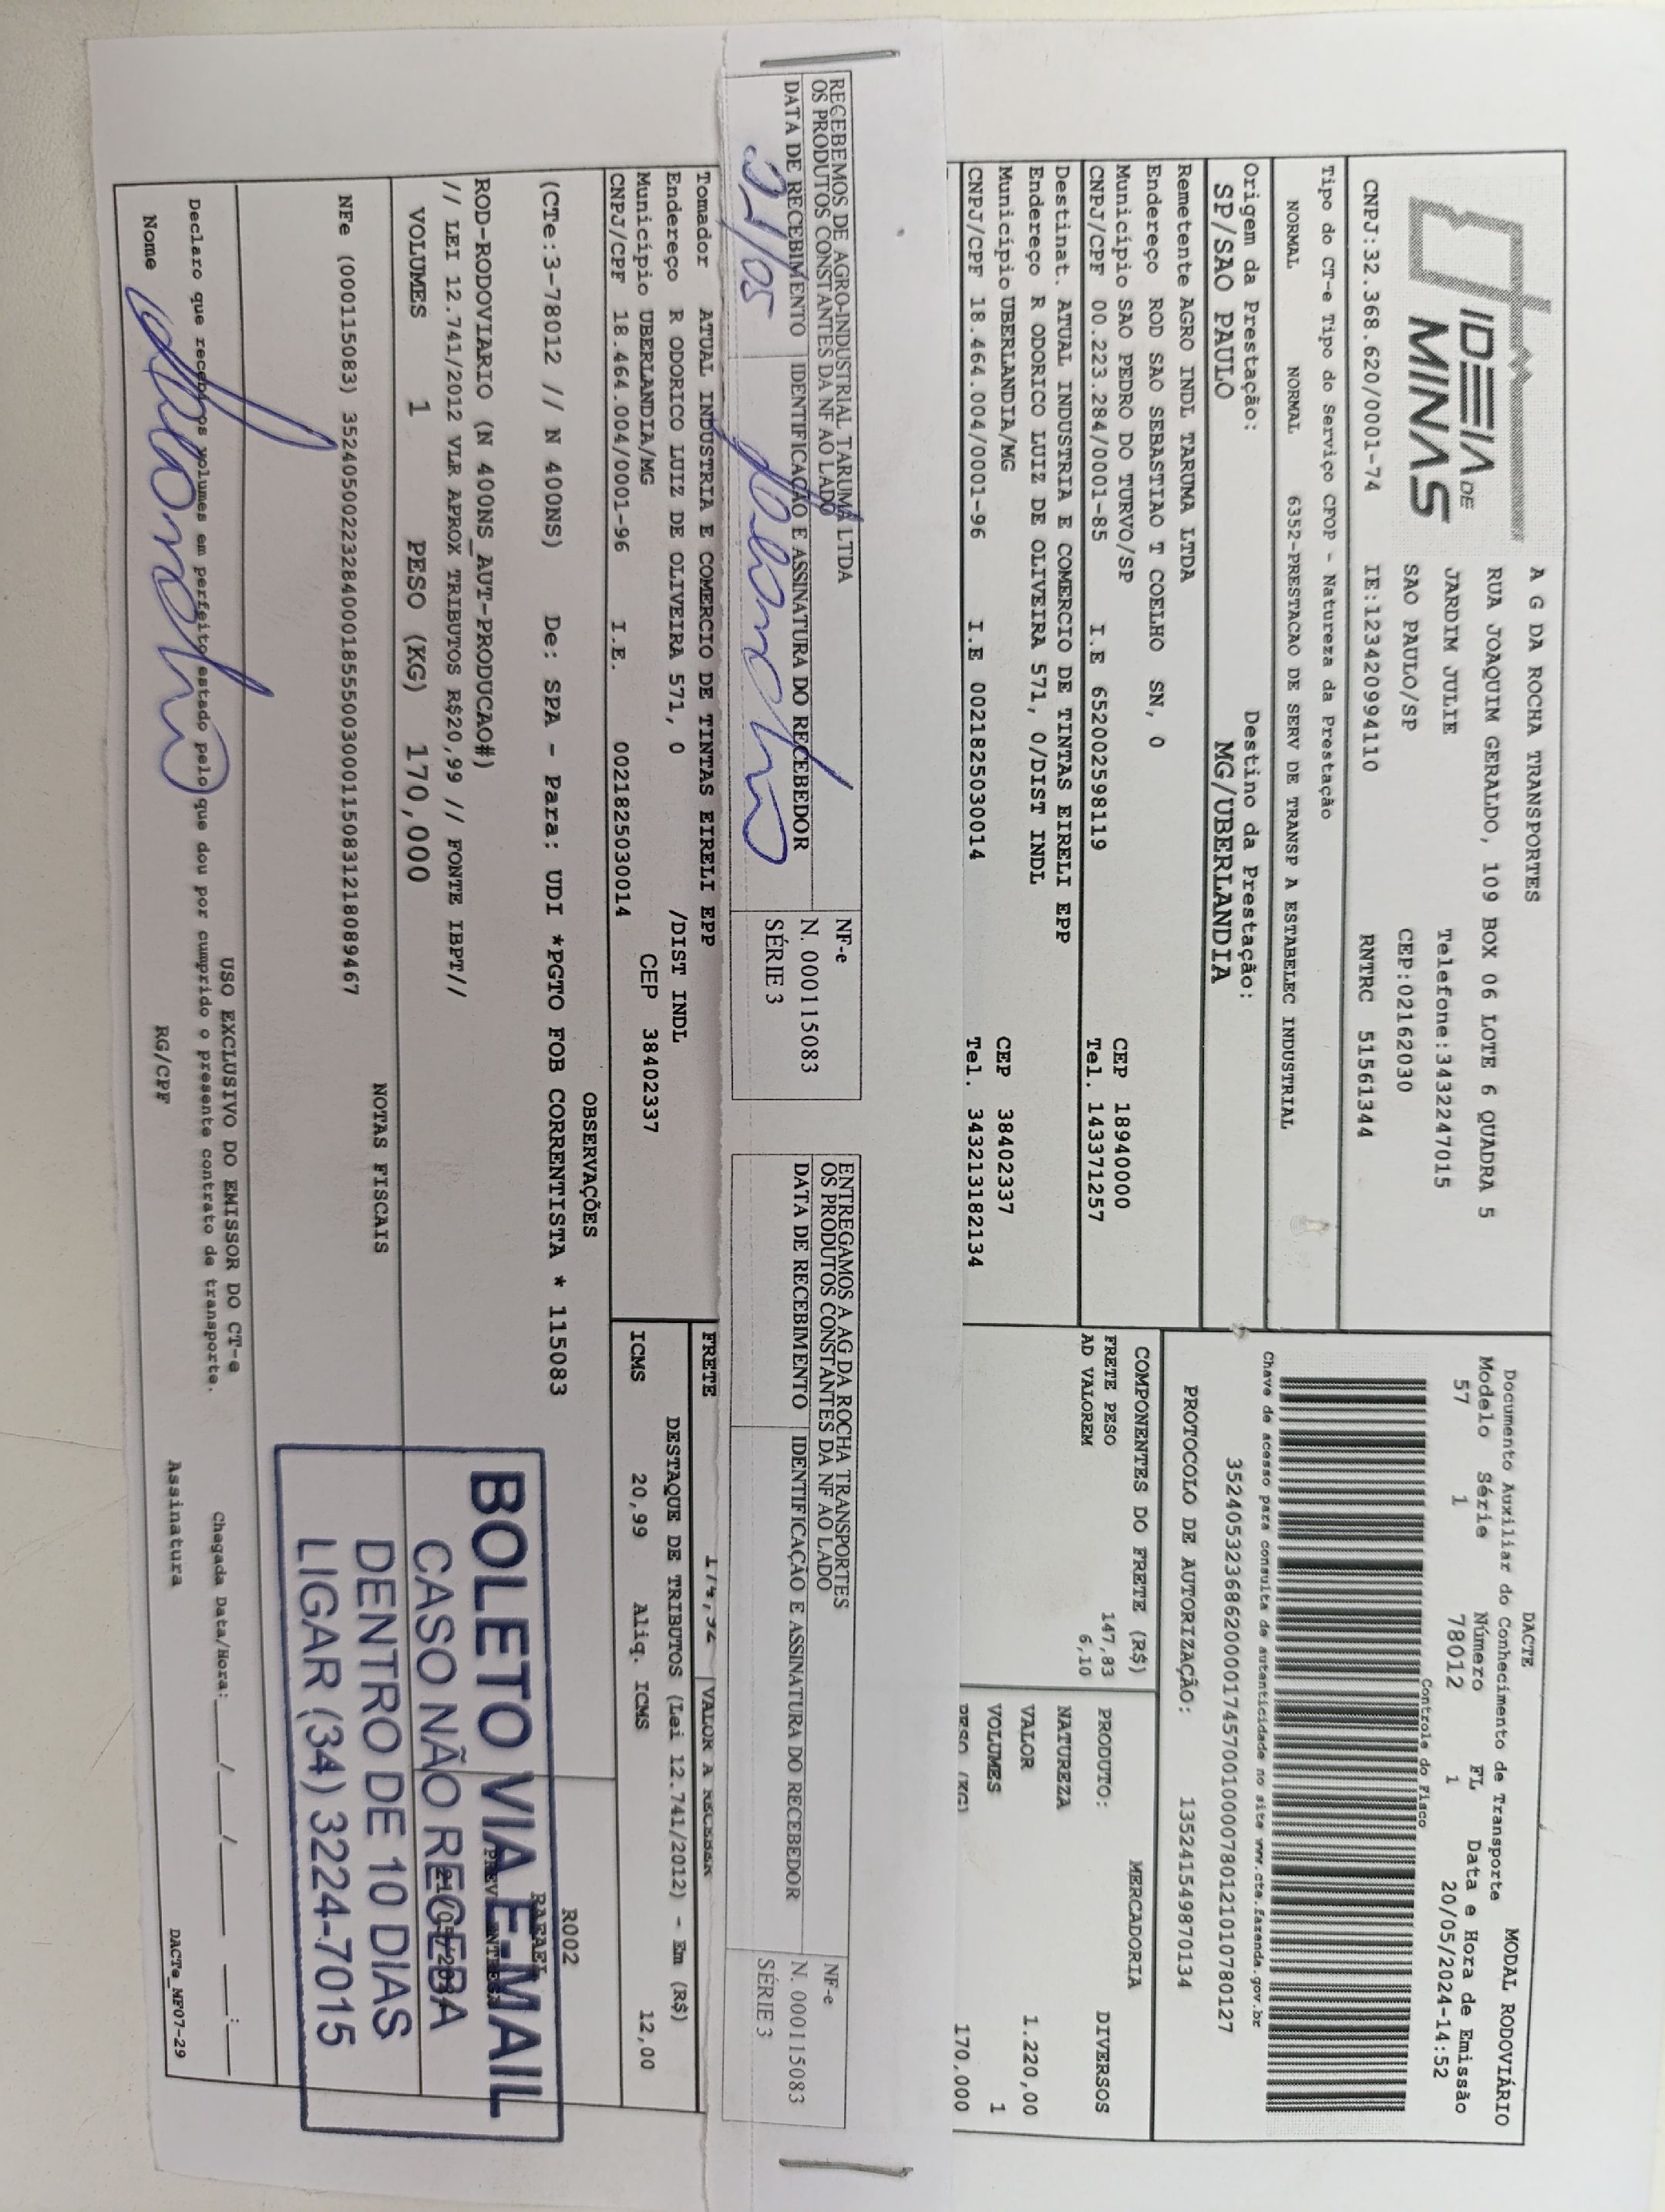 IDEIA DE
MINAS
A G DA ROCHA TRANSPORTES
RUA JOAQUIM GERALDO, 109 BOX 06 LOTE 6 QUADRA 5
JARDIM JULIE Telefone:3432247015
SAO PAULO/SP CEP:02162030
CNPJ:32.368.620/0001-74 IE:123420994110 RNTRC 51561344
Tipo do CT-e Tipo do Serviço CFOP - Natureza da Prestação
NORMAL NORMAL 6352-PRESTACAO DE SERV DE TRANSP A ESTABELEC INDUSTRIAL
Origem da Prestação: Destino da Prestação:
SP/SAO PAULO MG/UBERLANDIA
Remetente AGRO INDL TARUMA LTDA
Endereço ROD SAO SEBASTIAO T COELHO SN, 0
Município SAO PEDRO DO TURVO/SP CEP 18940000
CNPJ/CPF 00.223.284/0001-85 I.E 652002598119 Tel. 143371257
Destinat. ATUAL INDUSTRIA E COMERCIO DE TINTAS EIRELI EPP
Endereço R ODORICO LUIZ DE OLIVEIRA 571, 0/DIST INDL
Município UBERLANDIA/MG CEP 38402337
CNPJ/CPF 18.464.004/0001-96 I.E 0021825030014 Tel. 343213182134
DACTE MODAL RODOVIÁRIO
Documento Auxiliar do Conhecimento de Transporte
Modelo Série Número FL Data e Hora de Emissão
57 1 78012 1 20/05/2024-14:52
Controle do Fisco
Chave de acesso para consulta de autenticidade no site www.cte.fazenda.gov.br
35240532368620000174570010000780121010780127
PROTOCOLO DE AUTORIZAÇÃO: 135241549870134
COMPONENTES DO FRETE (R$)
FRETE PESO 147,83
AD VALOREM 6,10
MERCADORIA
PRODUTO: DIVERSOS
NATUREZA
VALOR 1.220,00
VOLUMES 1
PESO (KG) 170,000
RECEBEMOS DE AGRO-INDUSTRIAL TARUMA LTDA
OS PRODUTOS CONSTANTES DA NF AO LADO
DATA DE RECEBIMENTO IDENTIFICAÇÃO E ASSINATURA DO RECEBEDOR
21/05
NF-e
N. 000115083
SÉRIE 3
ENTREGAMOS A AG DA ROCHA TRANSPORTES
OS PRODUTOS CONSTANTES DA NF AO LADO
DATA DE RECEBIMENTO IDENTIFICAÇÃO E ASSINATURA DO RECEBEDOR
NF-e
N. 000115083
SÉRIE 3
Tomador ATUAL INDUSTRIA E COMERCIO DE TINTAS EIRELI EPP
Endereço R ODORICO LUIZ DE OLIVEIRA 571, 0 /DIST INDL
Município UBERLANDIA/MG CEP 38402337
CNPJ/CPF 18.464.004/0001-96 I.E. 0021825030014
FRETE 174,92 VALOR A RECEBER
DESTAQUE DE TRIBUTOS (Lei 12.741/2012) - Em (R$)
ICMS 20,99 Aliq. ICMS 12,00
OBSERVAÇÕES
(CTe:3-78012 // N 400NS) De: SPA - Para: UDI *PGTO FOB CORRENTISTA * 115083
R002
RAFAEL
ROD-RODOVIARIO (N 400NS_AUT-PRODUCAO#)
// LEI 12.741/2012 VLR APROX TRIBUTOS R$20,99 // FONTE IBPT//
VOLUMES 1 PESO (KG) 170,000
NOTAS FISCAIS
NFe (000115083) 35240500223284000185550030001150831218089467
BOLETO VIA E-MAIL
CASO NÃO RECEBA
DENTRO DE 10 DIAS
LIGAR (34) 3224-7015
USO EXCLUSIVO DO EMISSOR DO CT-e
Declaro que recebi os volumes em perfeito estado pelo que dou por cumprido o presente contrato de transporte.
Chegada Data/Hora:___/___/___ __:__
Nome RG/CPF Assinatura
DACTe_MF07-29